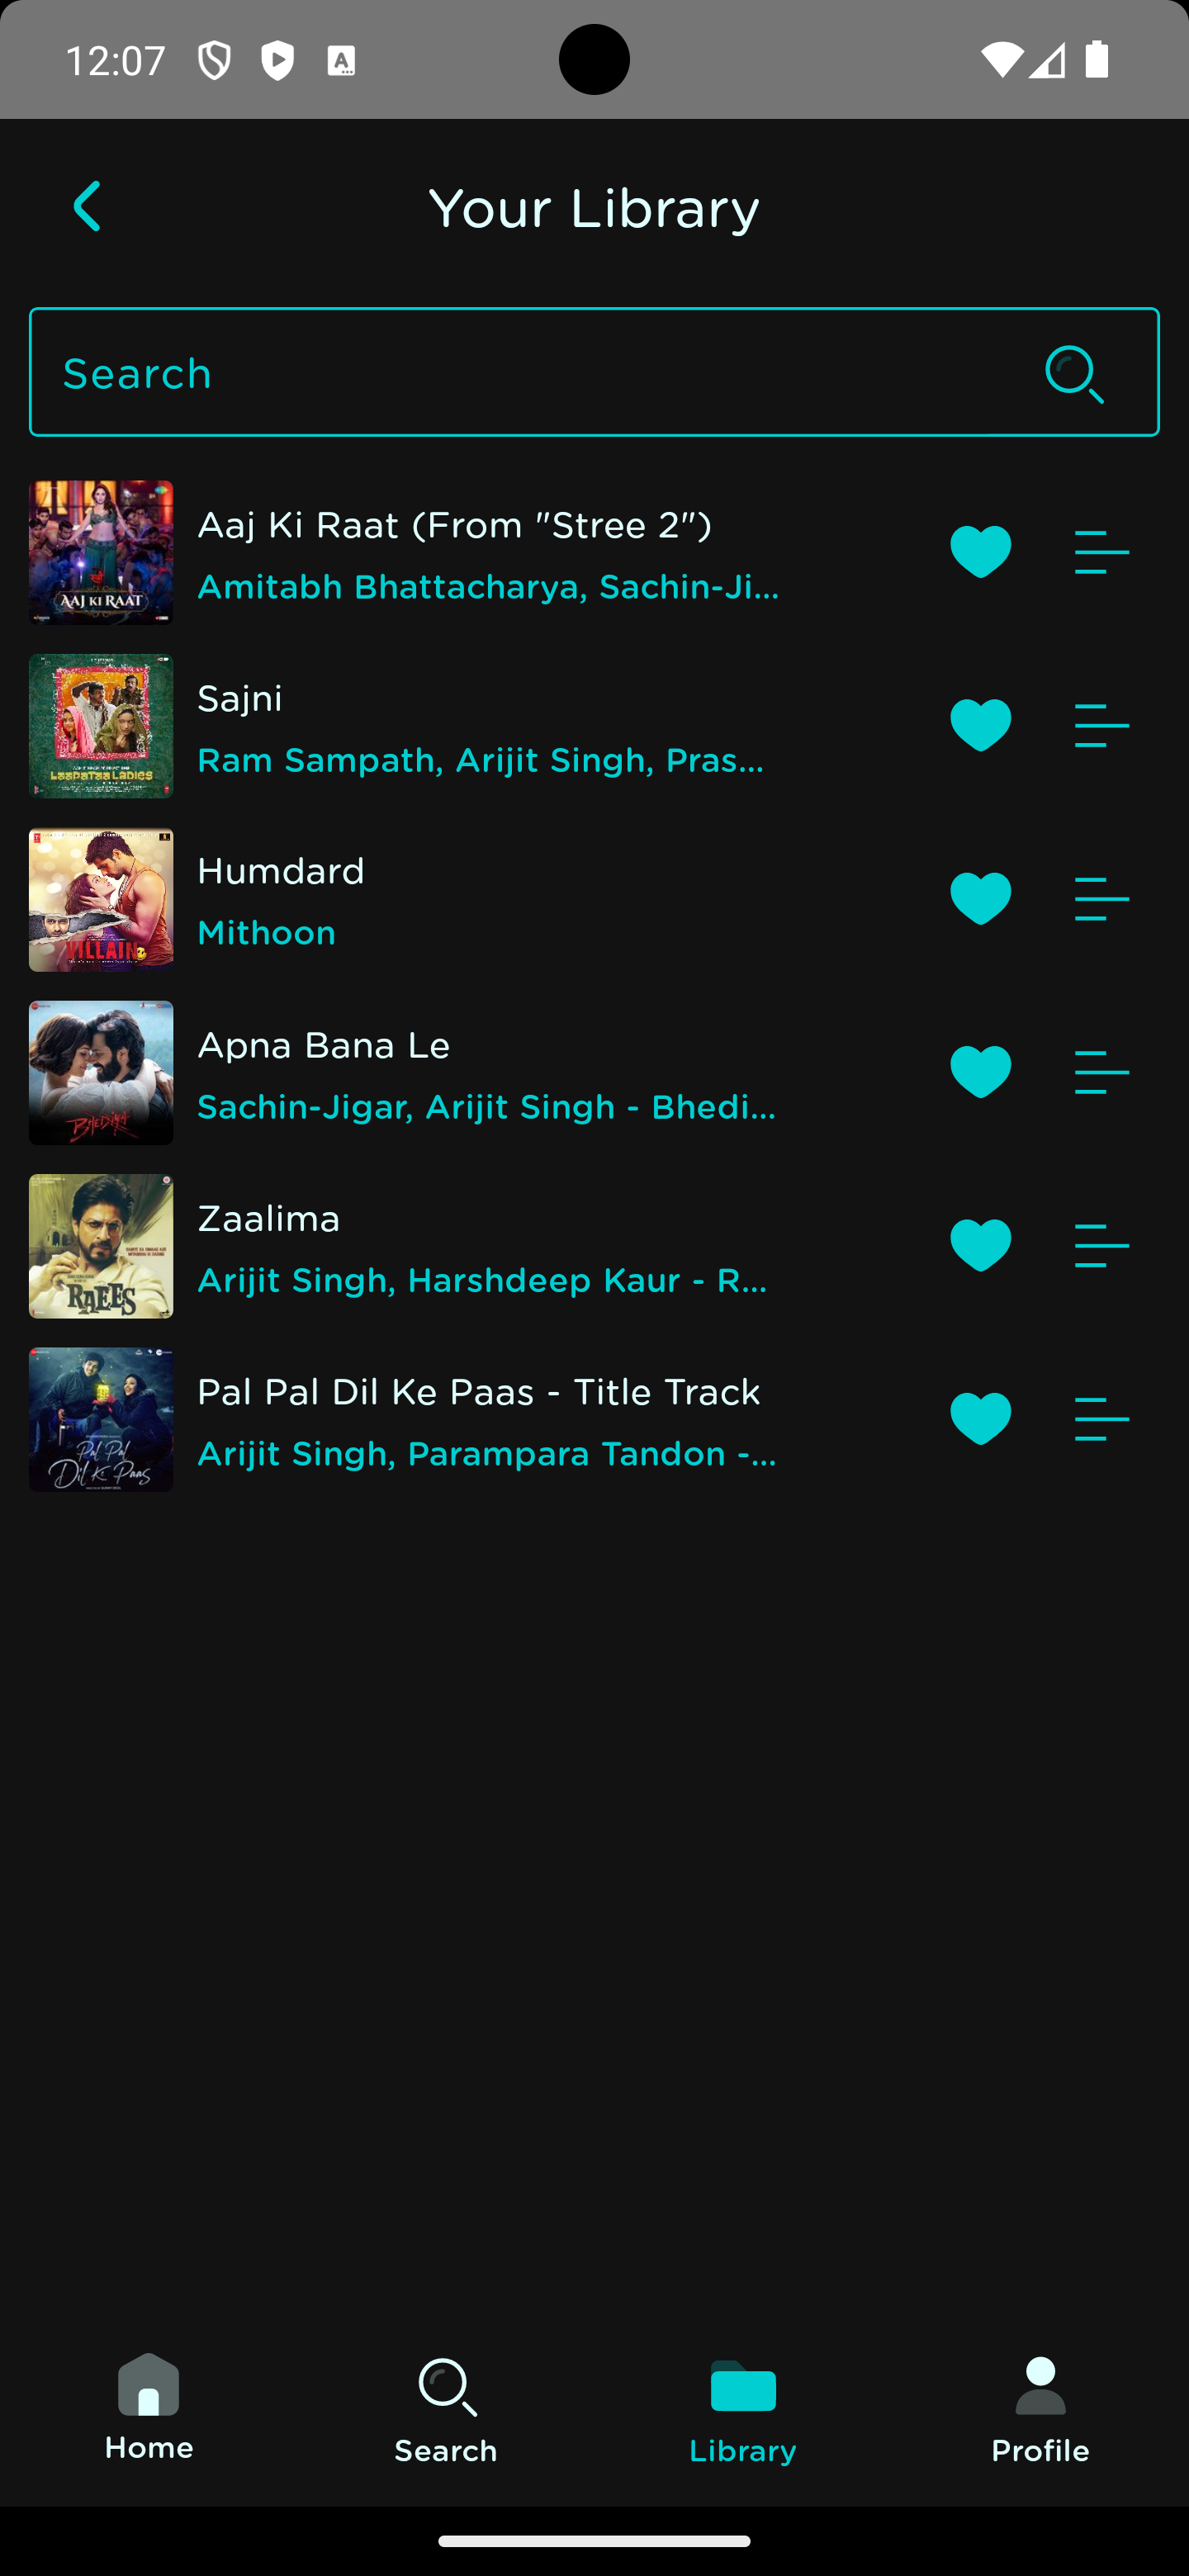 12:07
Your Library
Search
Aaj Ki Raat (From "Stree 2")
Amitabh Bhattacharya, Sachin-Ji...
AAJ KI RAAT
Sajni
Ram Sampath, Arijit Singh, Pras...
LaaPaTaa LaDIES
Humdard
Mithoon
VILLAIN
Apna Bana Le
Sachin-Jigar, Arijit Singh - Bhedi...
BHEDIYA
Zaalima
Arijit Singh, Harshdeep Kaur - R...
RAEES
Pal Pal Dil Ke Paas - Title Track
Arijit Singh, Parampara Tandon -...
Pal Pal
Dil Ke Paas
Home
Search
Library
Profile